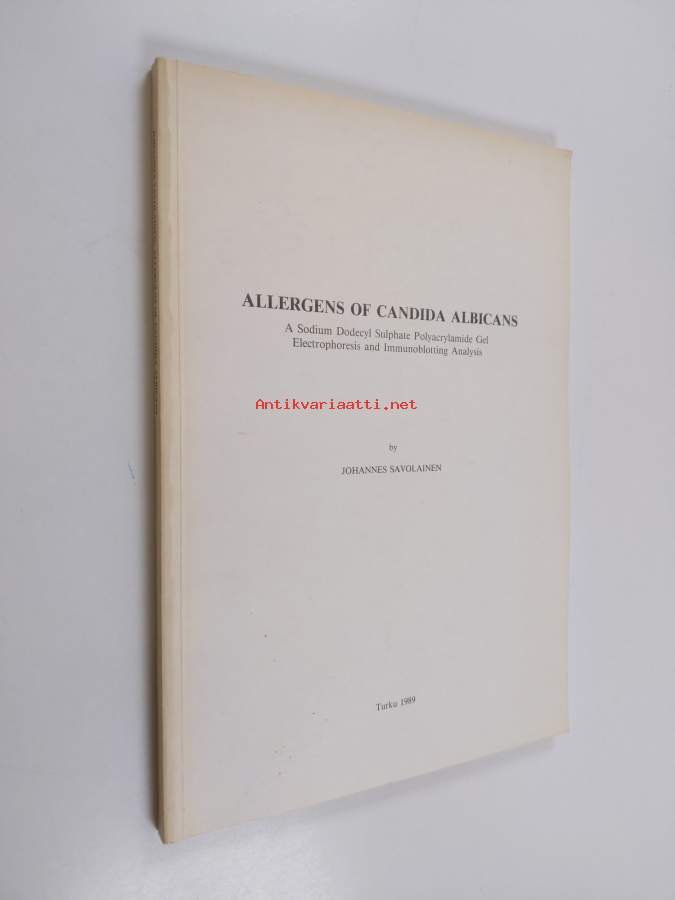 ALLERGENS OF CANDIDA ALBICANS
A Sodium Dodecyl Sulphate Polyacrylamide Gel
Electrophoresis and Immunoblotting Analysis
Antikvariaatti.net
by
JOHANNES SAVOLAINEN
Turku 1989